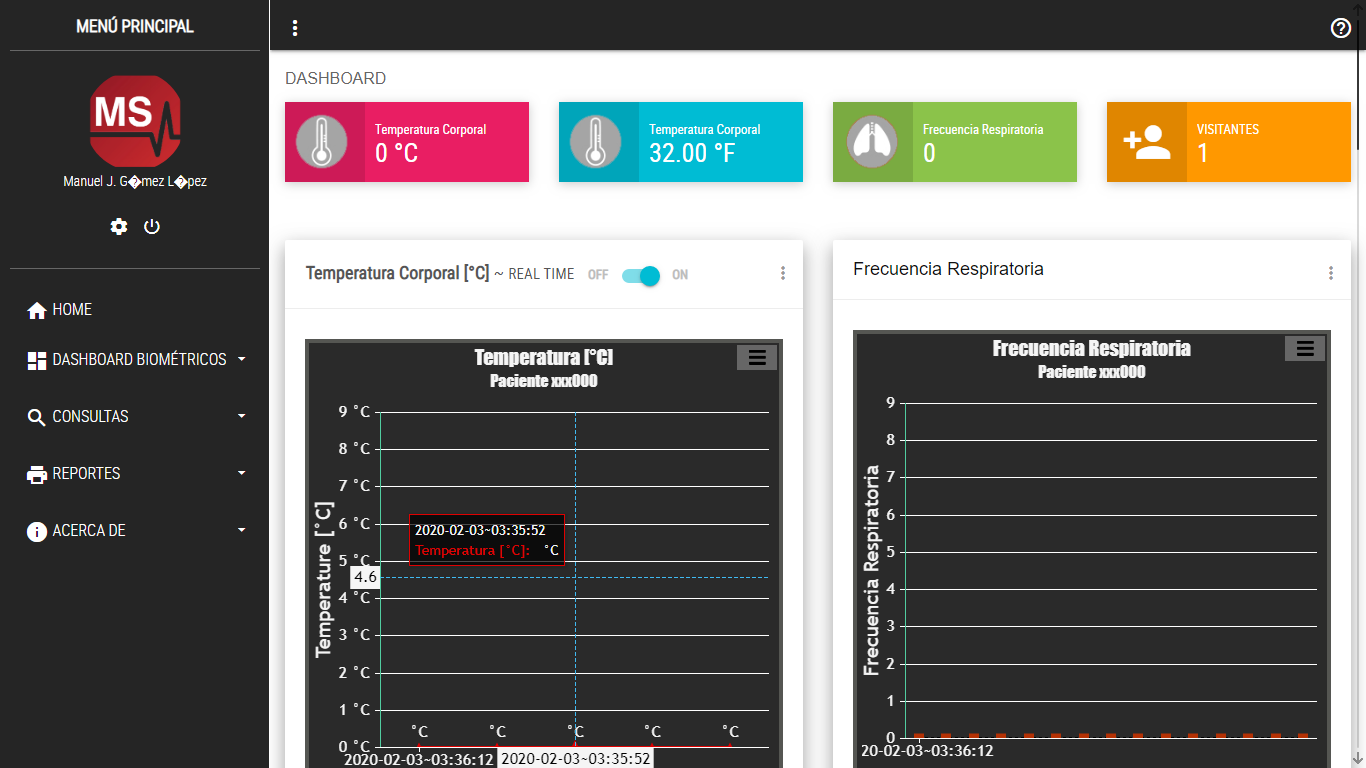 MENÚ PRINCIPAL
MS
Manuel J. G�mez L�pez
HOME
DASHBOARD BIOMÉTRICOS
CONSULTAS
REPORTES
ACERCA DE
DASHBOARD
Temperatura Corporal
0 °C
Temperatura Corporal
32.00 °F
Frecuencia Respiratoria
0
VISITANTES
1
Temperatura Corporal [°C] ~ REAL TIME OFF ON
Temperatura [°C]
Paciente xxx000
Temperature [°C]
9 °C
8 °C
7 °C
6 °C
5 °C
4.6
4 °C
3 °C
2 °C
1 °C
0 °C
2020-02-03~03:35:52
Temperatura [°C]: °C
°C °C °C °C °C
2020-02-03~03:36:12 2020-02-03~03:35:52
Frecuencia Respiratoria
Frecuencia Respiratoria
Paciente xxx000
Frecuencia Respiratoria
9
8
7
6
5
4
3
2
1
0
20-02-03~03:36:12